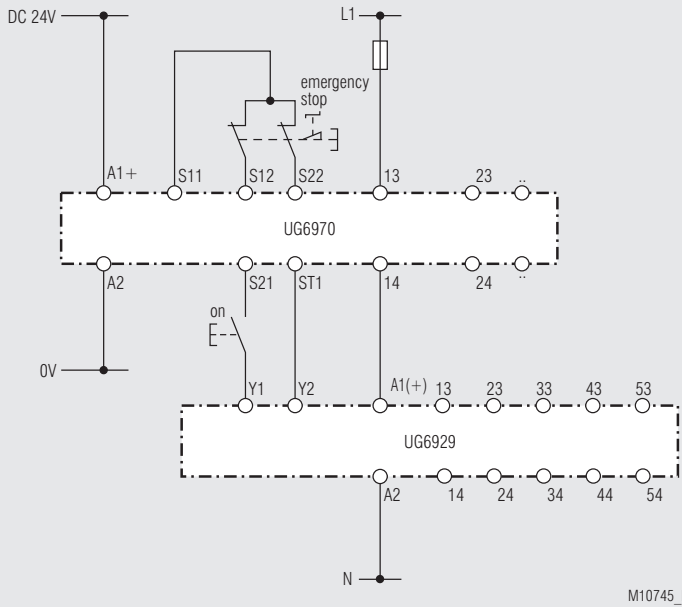 DC 24V
L1
emergency
stop
A1+ S11 S12 S22 13 23 ..
UG6970
A2 S21 ST1 14 24 ..
on
0V
Y1 Y2 A1(+) 13 23 33 43 53
UG6929
A2 14 24 34 44 54
N
M10745_